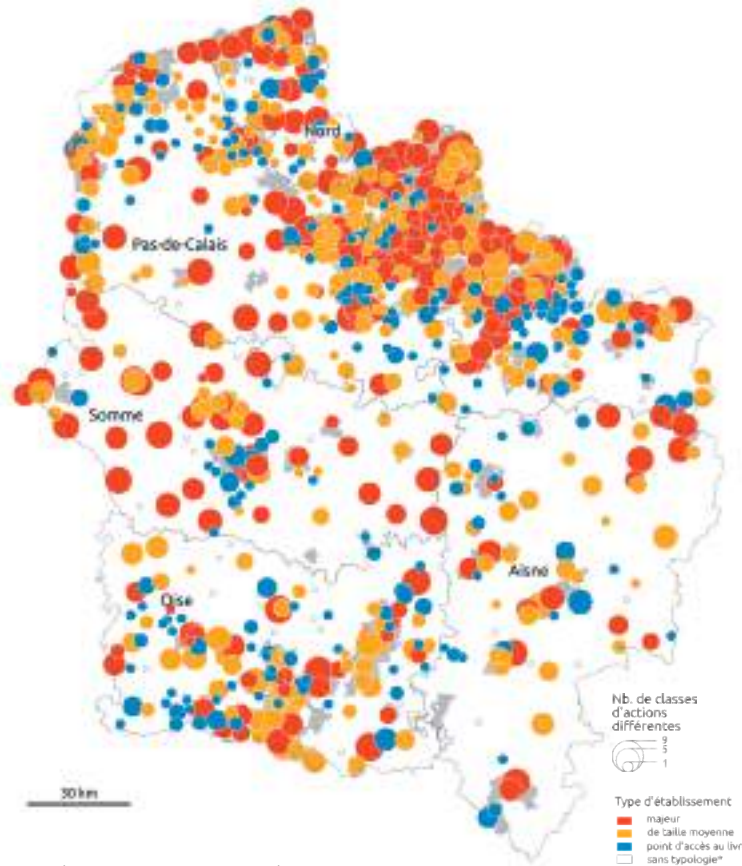 Nord
Pas-de-Calais
Somme
Oise
Aisne
Nb. de classes
d'actions
différentes
9
5
1
30 km
Type d'établissement
majeur
de taille moyenne
point d'accès au livr
sans typologie*